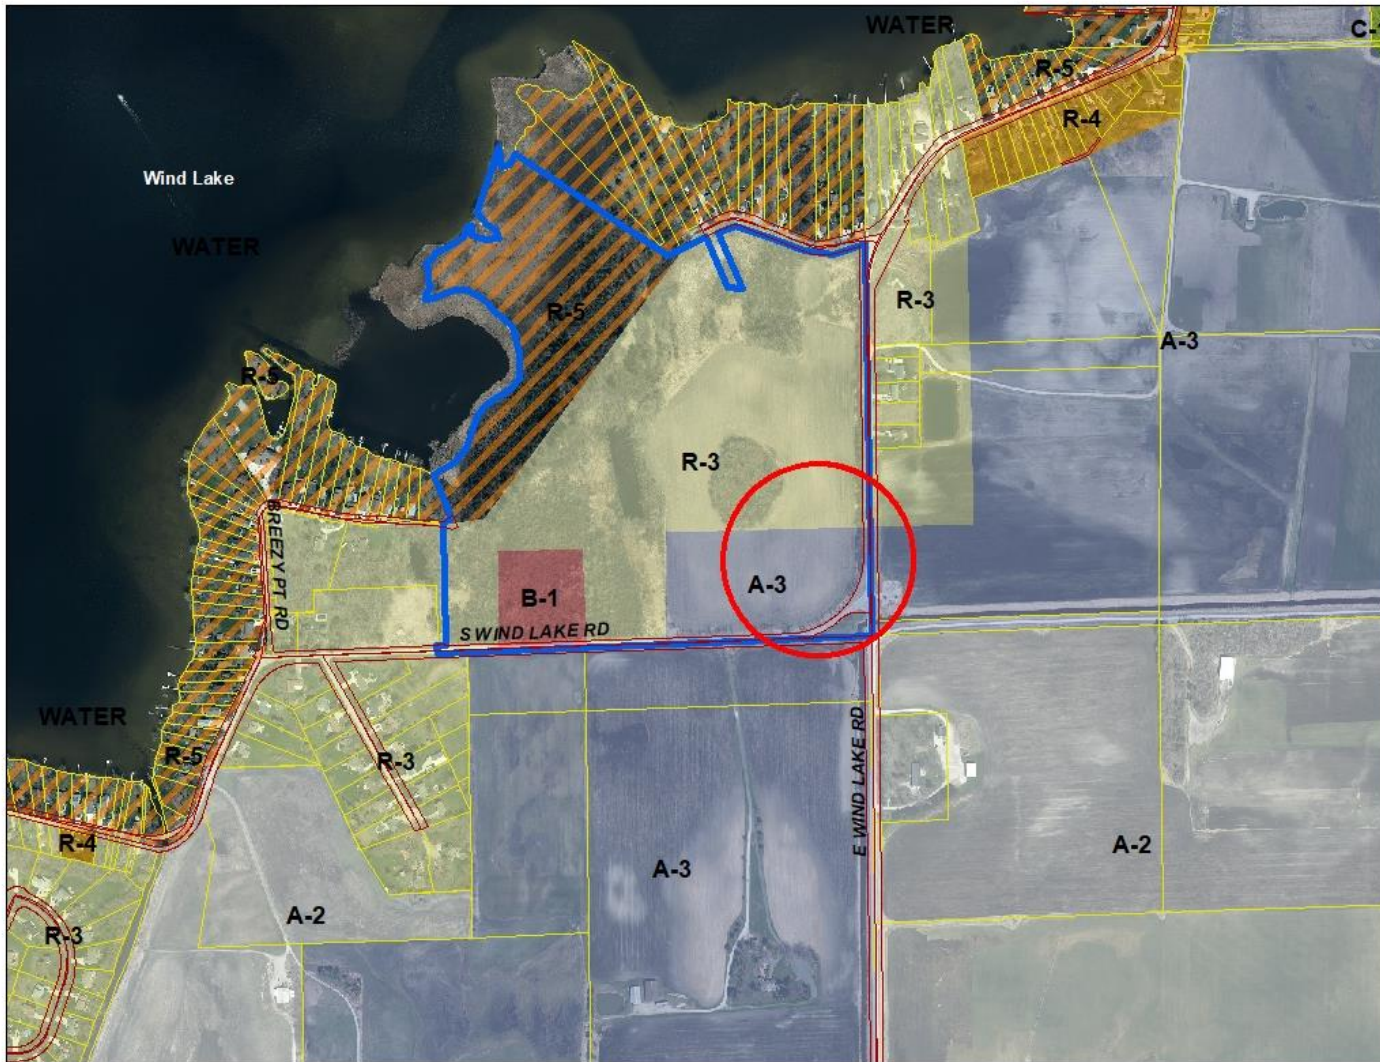 WATER
C-1
R-5
R-4
Wind Lake
WATER
R-3
R-5
A-3
R-5
R-3
BREEZY PT RD
A-3
B-1
S WIND LAKE RD
WATER
R-5
R-3
E WIND LAKE RD
R-4
A-2
A-3
A-2
R-3